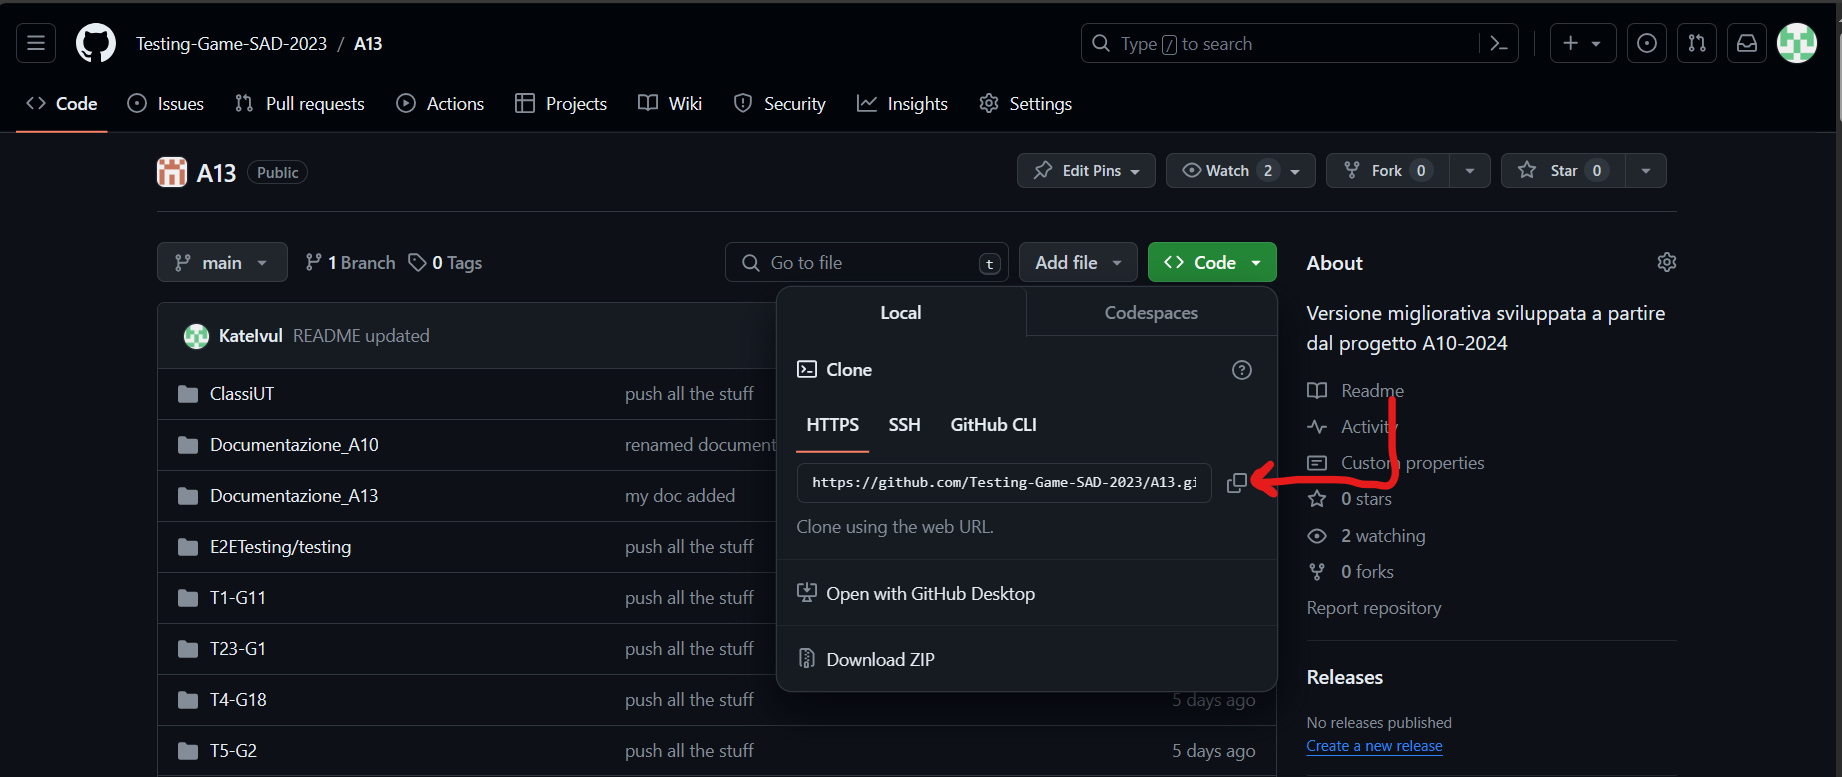 Testing-Game-SAD-2023 / A13
Type / to search
Code Issues Pull requests Actions Projects Wiki Security Insights Settings
A13 Public
Edit Pins Watch 2 Fork 0 Star 0
main 1 Branch 0 Tags
Go to file t Add file Code
Katelvul README updated
ClassiUT push all the stuff
Documentazione_A10 renamed document
Documentazione_A13 my doc added
E2ETesting/testing push all the stuff
T1-G11 push all the stuff
T23-G1 push all the stuff
T4-G18 push all the stuff 5 days ago
T5-G2 push all the stuff 5 days ago
Local Codespaces
Clone
HTTPS SSH GitHub CLI
https://github.com/Testing-Game-SAD-2023/A13.gi
Clone using the web URL.
Open with GitHub Desktop
Download ZIP
About
Versione migliorativa sviluppata a partire
dal progetto A10-2024
Readme
Activity
Custom properties
0 stars
2 watching
0 forks
Report repository
Releases
No releases published
Create a new release